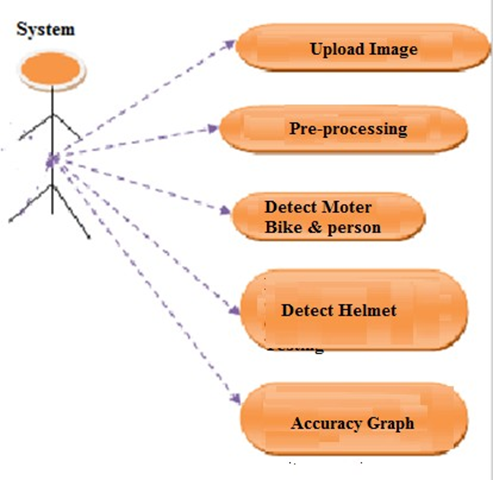 System
Upload Image
Pre-processing
Detect Moter
Bike & person
Detect Helmet
Accuracy Graph